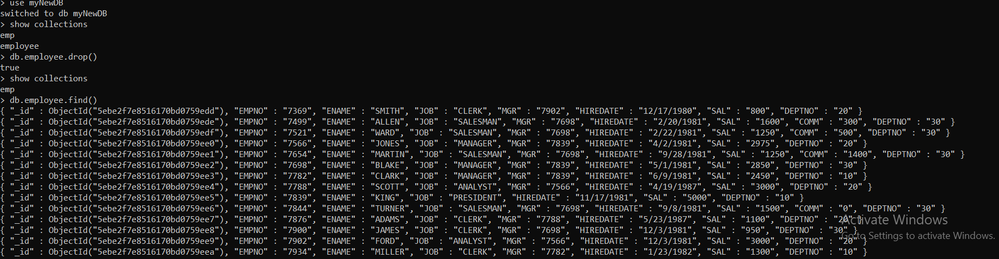 > use myNewDB
switched to db myNewDB
> show collections
emp
employee
> db.employee.drop()
true
> show collections
emp
> db.employee.find()
{ "_id" : ObjectId("5ebe2f7e8516170bd0759edd"), "EMPNO" : "7369", "ENAME" : "SMITH", "JOB" : "CLERK", "MGR" : "7902", "HIREDATE" : "12/17/1980", "SAL" : "800", "DEPTNO" : "20" }
{ "_id" : ObjectId("5ebe2f7e8516170bd0759ede"), "EMPNO" : "7499", "ENAME" : "ALLEN", "JOB" : "SALESMAN", "MGR" : "7698", "HIREDATE" : "2/20/1981", "SAL" : "1600", "COMM" : "300", "DEPTNO" : "30" }
{ "_id" : ObjectId("5ebe2f7e8516170bd0759edf"), "EMPNO" : "7521", "ENAME" : "WARD", "JOB" : "SALESMAN", "MGR" : "7698", "HIREDATE" : "2/22/1981", "SAL" : "1250", "COMM" : "500", "DEPTNO" : "30" }
{ "_id" : ObjectId("5ebe2f7e8516170bd0759ee0"), "EMPNO" : "7566", "ENAME" : "JONES", "JOB" : "MANAGER", "MGR" : "7839", "HIREDATE" : "4/2/1981", "SAL" : "2975", "DEPTNO" : "20" }
{ "_id" : ObjectId("5ebe2f7e8516170bd0759ee1"), "EMPNO" : "7654", "ENAME" : "MARTIN", "JOB" : "SALESMAN", "MGR" : "7698", "HIREDATE" : "9/28/1981", "SAL" : "1250", "COMM" : "1400", "DEPTNO" : "30" }
{ "_id" : ObjectId("5ebe2f7e8516170bd0759ee2"), "EMPNO" : "7698", "ENAME" : "BLAKE", "JOB" : "MANAGER", "MGR" : "7839", "HIREDATE" : "5/1/1981", "SAL" : "2850", "DEPTNO" : "30" }
{ "_id" : ObjectId("5ebe2f7e8516170bd0759ee3"), "EMPNO" : "7782", "ENAME" : "CLARK", "JOB" : "MANAGER", "MGR" : "7839", "HIREDATE" : "6/9/1981", "SAL" : "2450", "DEPTNO" : "10" }
{ "_id" : ObjectId("5ebe2f7e8516170bd0759ee4"), "EMPNO" : "7788", "ENAME" : "SCOTT", "JOB" : "ANALYST", "MGR" : "7566", "HIREDATE" : "4/19/1987", "SAL" : "3000", "DEPTNO" : "20" }
{ "_id" : ObjectId("5ebe2f7e8516170bd0759ee5"), "EMPNO" : "7839", "ENAME" : "KING", "JOB" : "PRESIDENT", "HIREDATE" : "11/17/1981", "SAL" : "5000", "DEPTNO" : "10" }
{ "_id" : ObjectId("5ebe2f7e8516170bd0759ee6"), "EMPNO" : "7844", "ENAME" : "TURNER", "JOB" : "SALESMAN", "MGR" : "7698", "HIREDATE" : "9/8/1981", "SAL" : "1500", "COMM" : "0", "DEPTNO" : "30" }
{ "_id" : ObjectId("5ebe2f7e8516170bd0759ee7"), "EMPNO" : "7876", "ENAME" : "ADAMS", "JOB" : "CLERK", "MGR" : "7788", "HIREDATE" : "5/23/1987", "SAL" : "1100", "DEPTNO" : "20" }
{ "_id" : ObjectId("5ebe2f7e8516170bd0759ee8"), "EMPNO" : "7900", "ENAME" : "JAMES", "JOB" : "CLERK", "MGR" : "7698", "HIREDATE" : "12/3/1981", "SAL" : "950", "DEPTNO" : "30" }
{ "_id" : ObjectId("5ebe2f7e8516170bd0759ee9"), "EMPNO" : "7902", "ENAME" : "FORD", "JOB" : "ANALYST", "MGR" : "7566", "HIREDATE" : "12/3/1981", "SAL" : "3000", "DEPTNO" : "20" }
{ "_id" : ObjectId("5ebe2f7e8516170bd0759eea"), "EMPNO" : "7934", "ENAME" : "MILLER", "JOB" : "CLERK", "MGR" : "7782", "HIREDATE" : "1/23/1982", "SAL" : "1300", "DEPTNO" : "10" }
Activate Windows
Go to Settings to activate Windows.